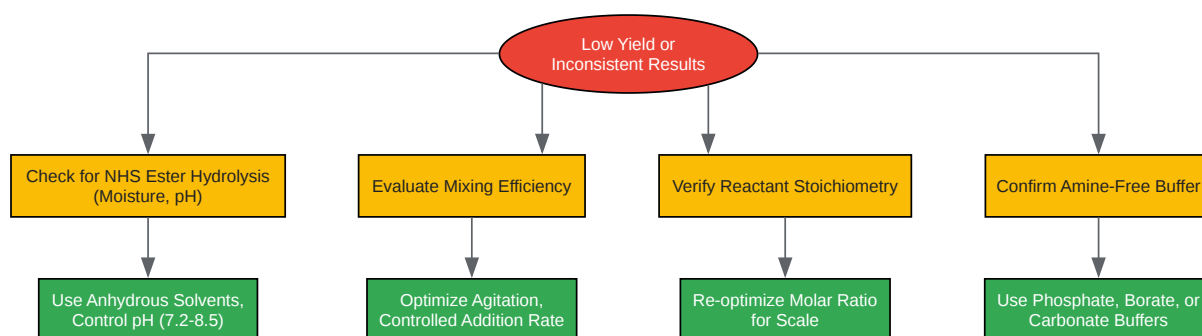 Low Yield or
Inconsistent Results
Check for NHS Ester Hydrolysis
(Moisture, pH)
Evaluate Mixing Efficiency
Verify Reactant Stoichiometry
Confirm Amine-Free Buffer
Use Anhydrous Solvents,
Control pH (7.2-8.5)
Optimize Agitation,
Controlled Addition Rate
Re-optimize Molar Ratio
for Scale
Use Phosphate, Borate, or
Carbonate Buffers